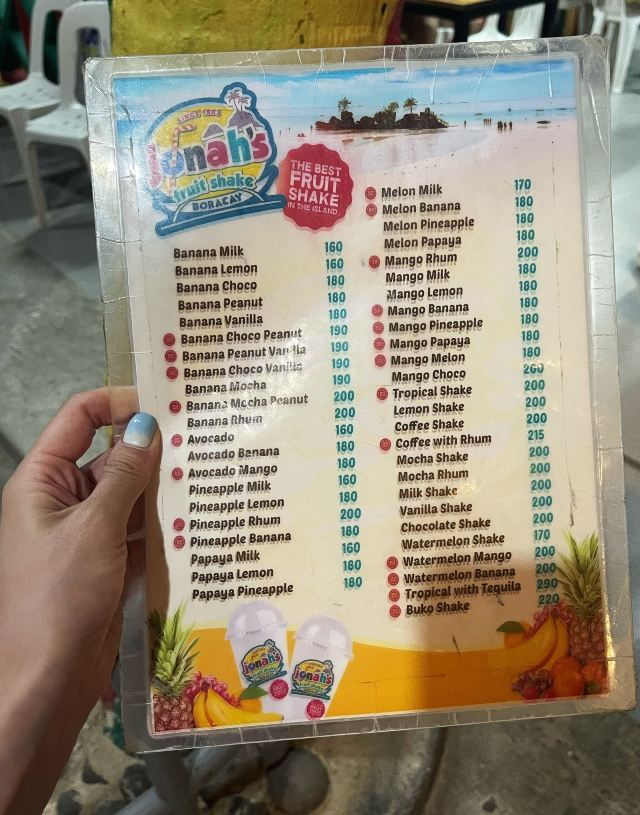 SINCE
Jonah's
fruit shake
BORACAY
THE BEST
FRUIT
SHAKE
IN THE ISLAND
Banana Milk 160
Banana Lemon 160
Banana Choco 180
Banana Peanut 180
Banana Vanilla 180
Banana Choco Peanut 190
Banana Peanut Vanilla 190
Banana Choco Vanilla 190
Banana Mocha 190
Banana Mocha Peanut 200
Banana Rhum 200
Avocado 160
Avocado Banana 180
Avocado Mango 180
Pineapple Milk 160
Pineapple Lemon 180
Pineapple Rhum 200
Pineapple Banana 180
Papaya Milk 160
Papaya Lemon 180
Papaya Pineapple 180
Melon Milk 170
Melon Banana 180
Melon Pineapple 180
Melon Papaya 180
Mango Rhum 200
Mango Milk 180
Mango Lemon 180
Mango Banana 180
Mango Pineapple 180
Mango Papaya 180
Mango Melon 180
Mango Choco 260
Tropical Shake 200
Lemon Shake 200
Coffee Shake 200
Coffee with Rhum 215
Mocha Shake 200
Mocha Rhum 200
Milk Shake 200
Vanilla Shake 200
Chocolate Shake 200
Watermelon Shake 170
Watermelon Mango 200
Watermelon Banana 200
Tropical with Tequila 290
Buko Shake 220
Jonah's
fruit shake
Jonah's
fruit shake